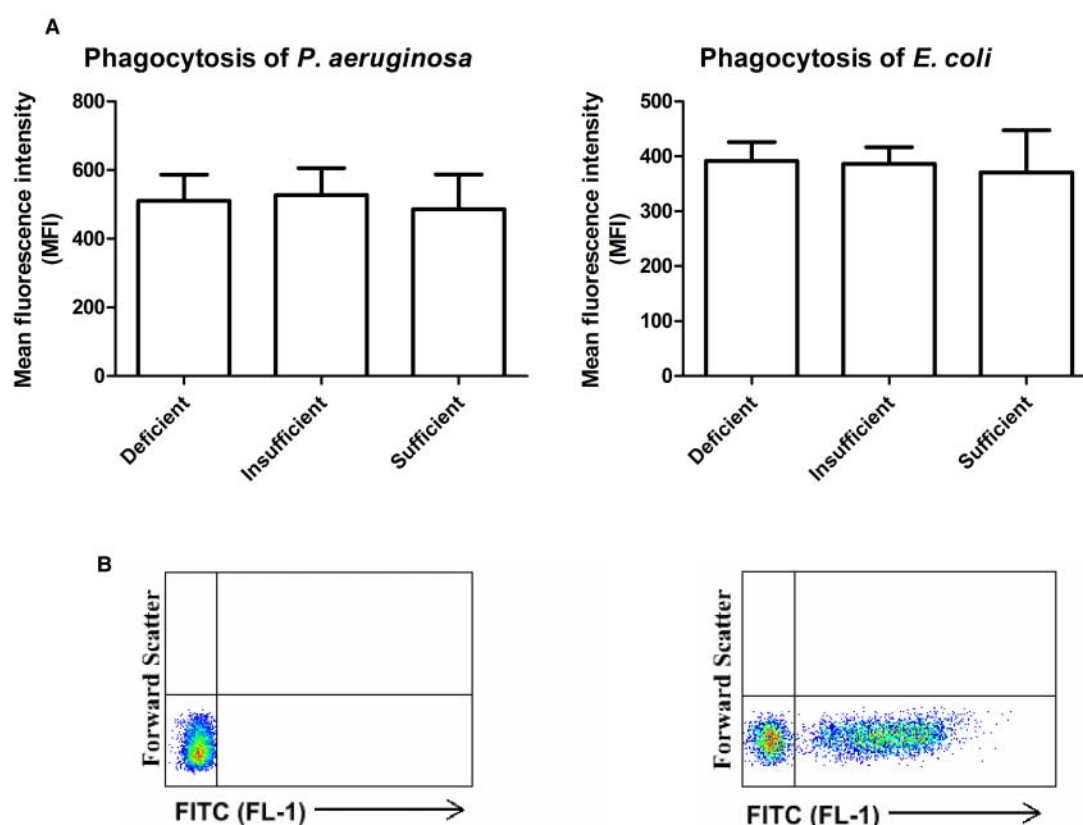 A
Phagocytosis of P. aeruginosa
Mean fluorescence intensity
(MFI)
800
600
400
200
0
Deficient
Insufficient
Sufficient
Phagocytosis of E. coli
Mean fluorescence intensity
(MFI)
500
400
300
200
100
0
Deficient
Insufficient
Sufficient
B
Forward Scatter
FITC (FL-1)
Forward Scatter
FITC (FL-1)